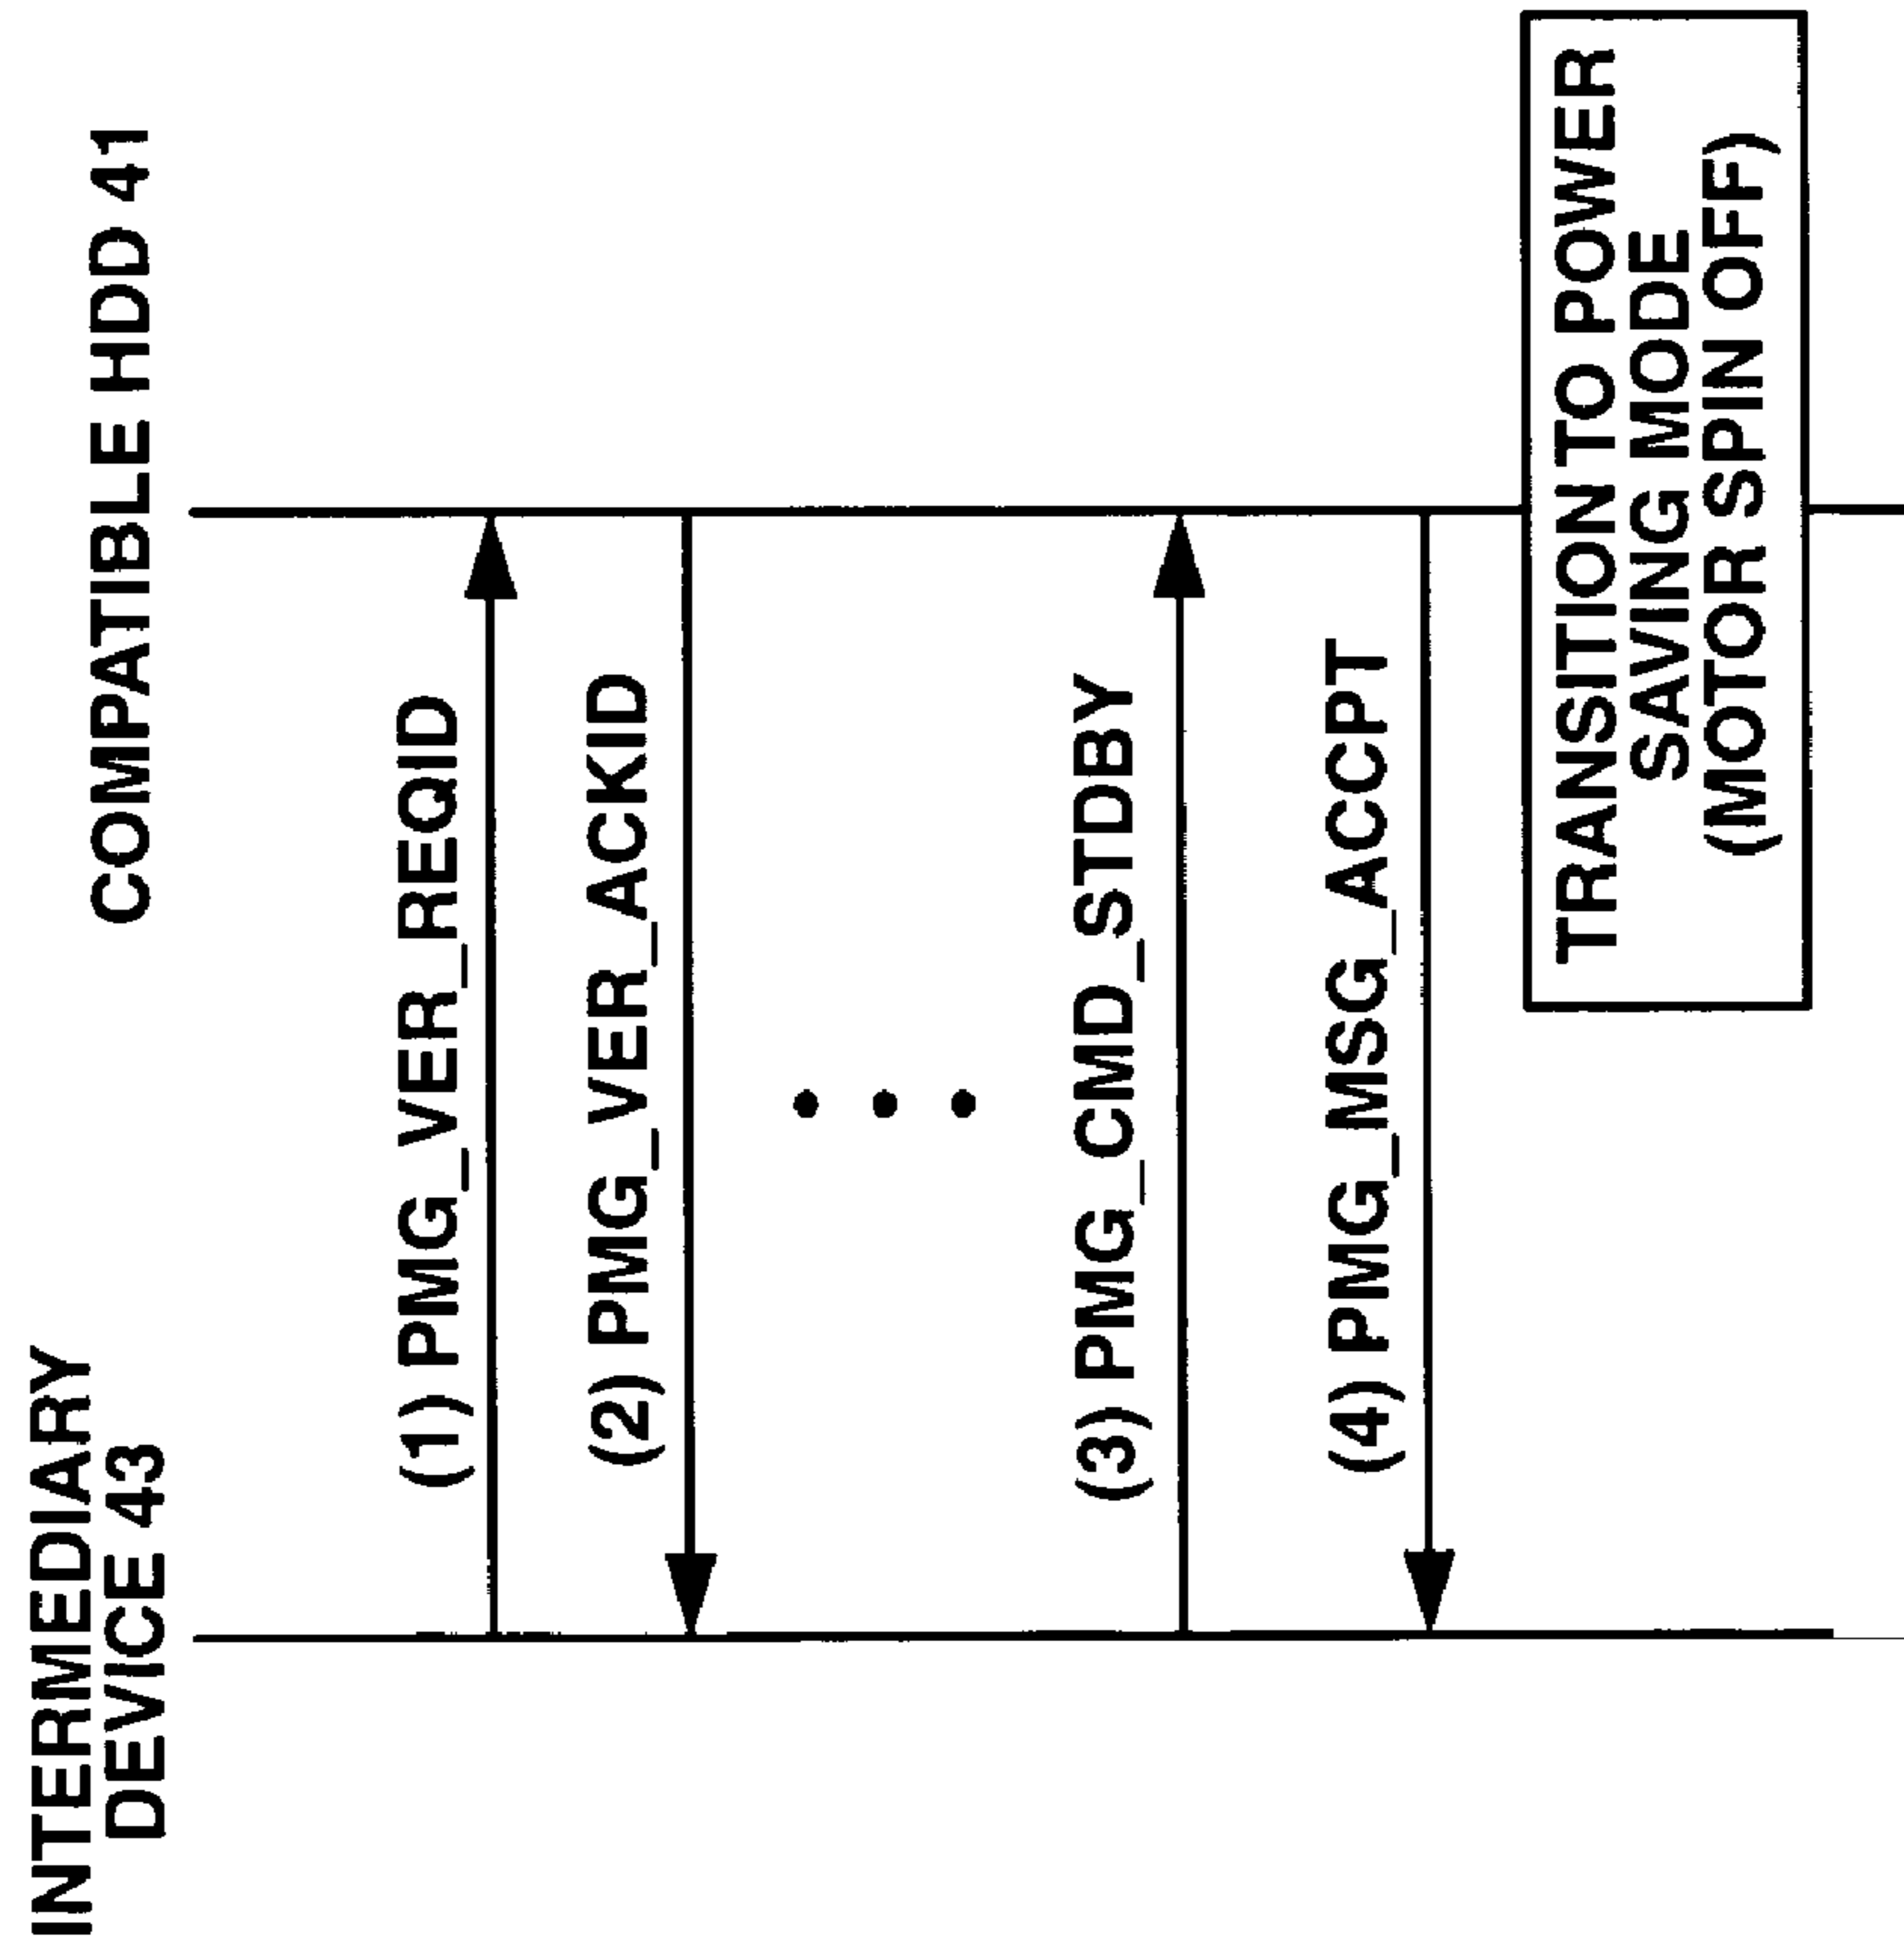 INTERMEDIARY
DEVICE 43
COMPATIBLE HDD 41
(1) PMG_VER_REQID
(2) PMG_VER_ACKID
(3) PMG_CMD_STDBY
(4) PMG_MSG_ACCPT
TRANSITION TO POWER
SAVING MODE
(MOTOR SPIN OFF)